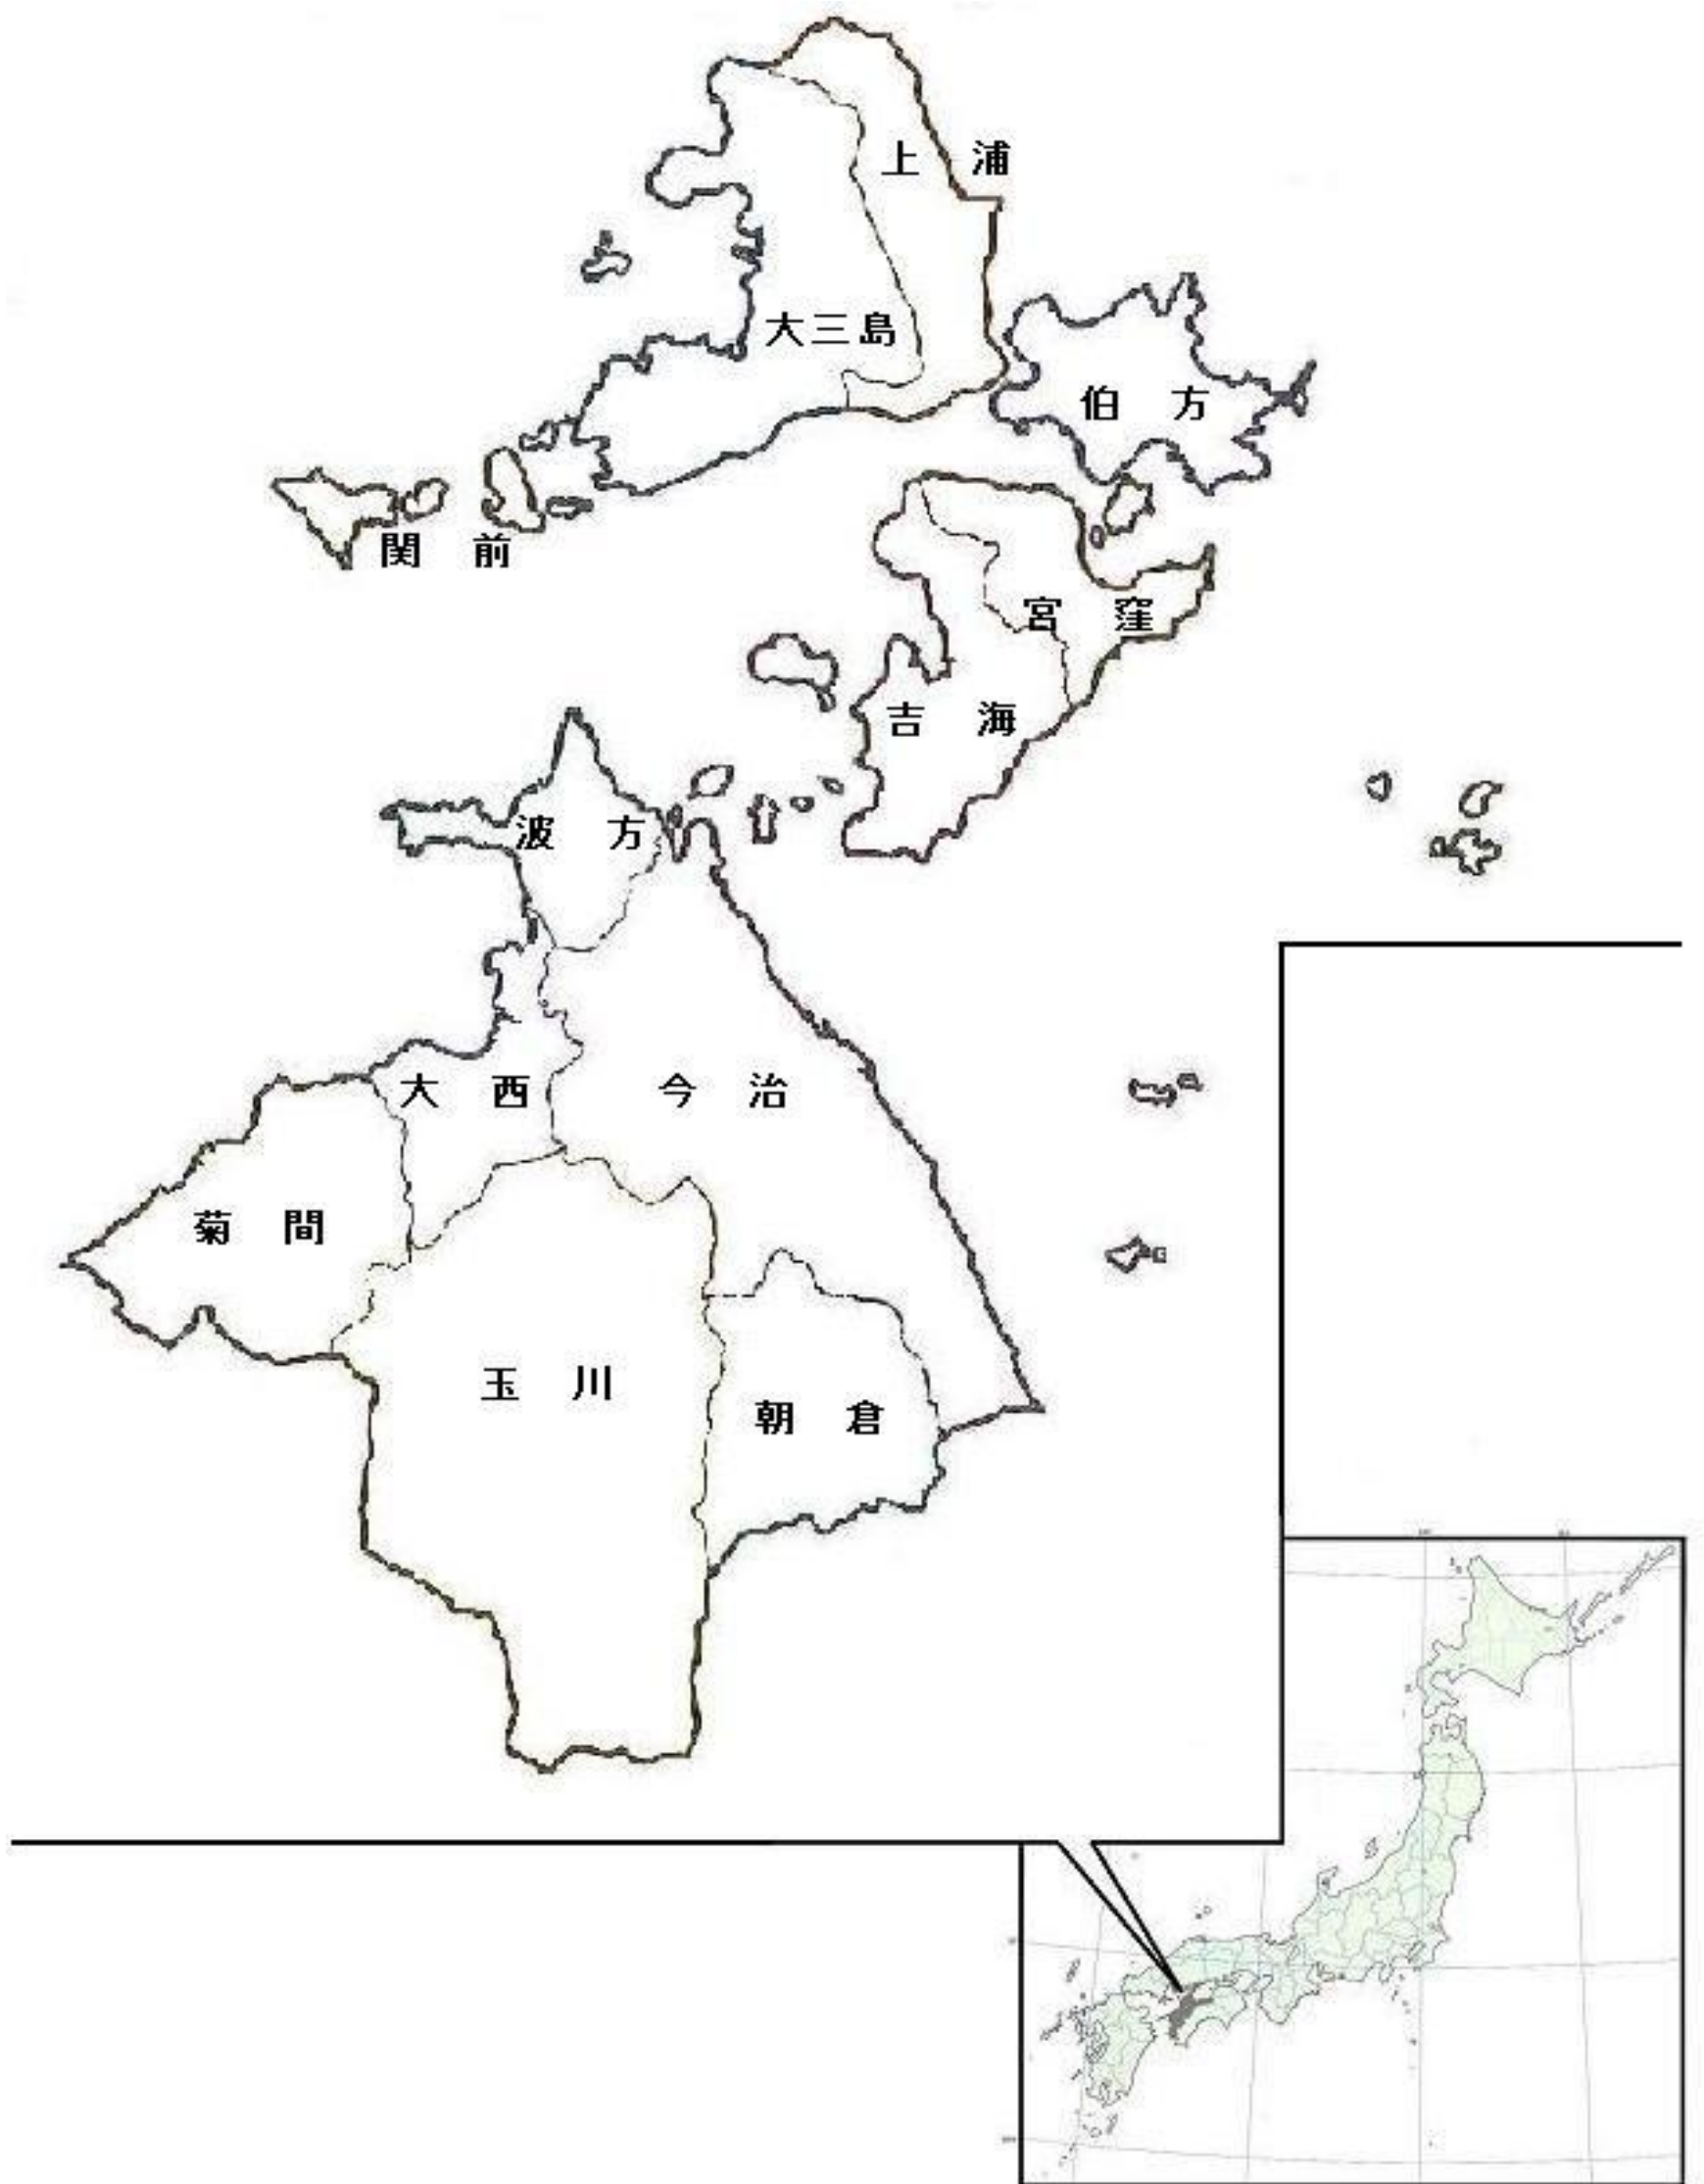 上浦
大三島
伯方
関前
宮窪
吉海
波方
大西
今治
菊間
玉川
朝倉